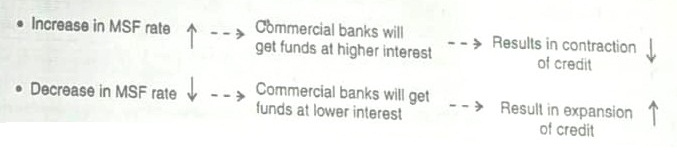 • Increase in MSF rate ↑ --→ Commercial banks will
get funds at higher interest --→ Results in contraction ↓
of credit
• Decrease in MSF rate ↓ --→ Commercial banks will get
funds at lower interest --→ Result in expansion ↑
of credit